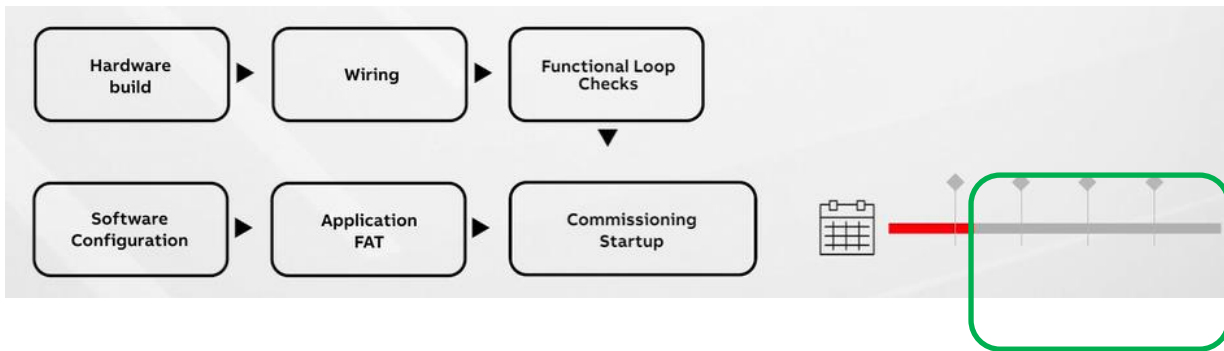 Hardware
build
Wiring
Functional Loop
Checks
Software
Configuration
Application
FAT
Commissioning
Startup